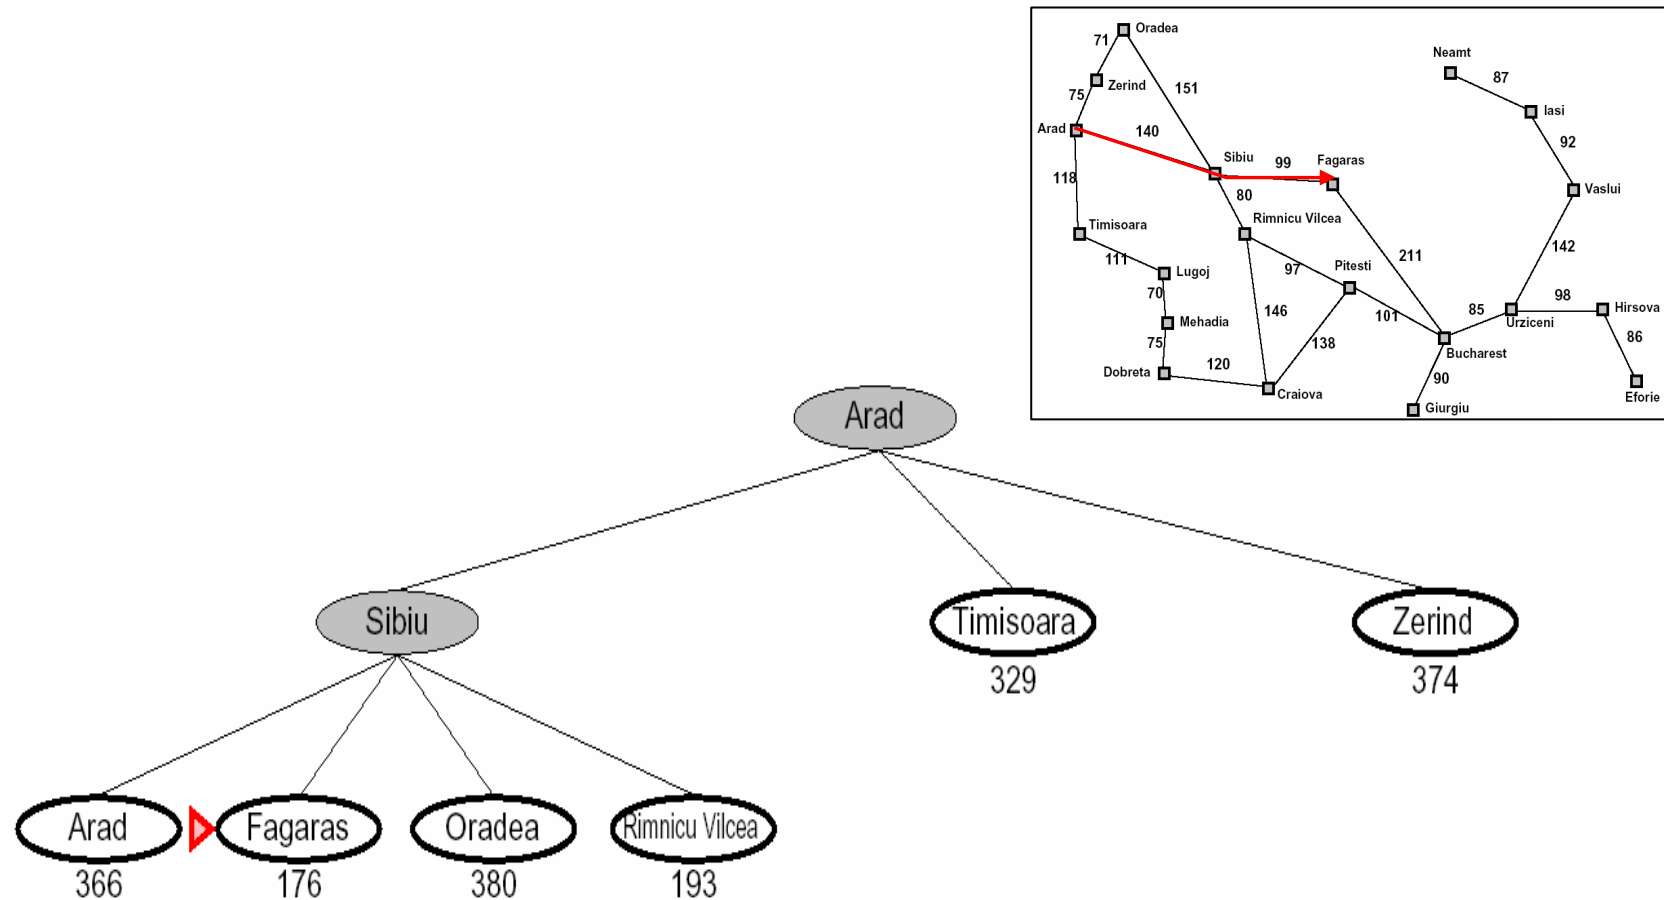 Oradea
Neamt
71
87
Zerind
151
75
Iasi
Arad
140
92
Sibiu
99
Fagaras
118
80
Vaslui
Rimnicu Vilcea
Timisoara
142
111
211
Lugoj
97
Pitesti
70
98
Hirsova
146
101
85
Urziceni
Mehadia
86
75
138
Bucharest
Dobreta
120
90
Craiova
Eforie
Giurgiu
Arad
Sibiu
Timisoara
Zerind
329
374
Arad
Fagaras
Oradea
Rimnicu Vilcea
366
176
380
193